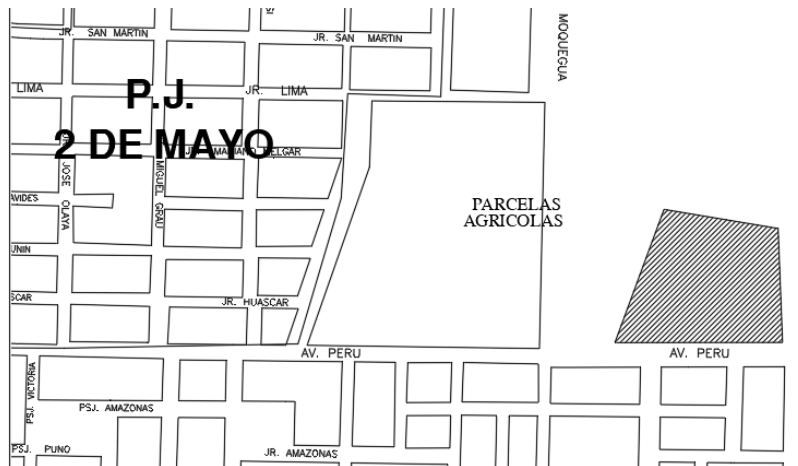 JR. SAN MARTIN
JR. SAN MARTIN
MOQUEGUA
LIMA
P.J.
JR. LIMA
2 DE MAYO
JR. MARIANO MELGAR
JOSE OLAYA
MIGUEL GRAU
AVIDES
PARCELAS
AGRICOLAS
UNIN
SCAR
JR. HUASCAR
AV. PERU
AV. PERU
PSJ. VICTORIA
PSJ. AMAZONAS
PSJ. PUNO
JR. AMAZONAS